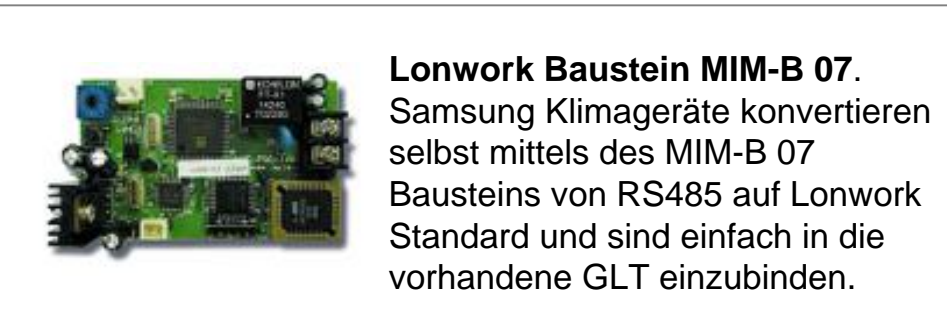 Lonwork Baustein MIM-B 07.
Samsung Klimageräte konvertieren
selbst mittels des MIM-B 07
Bausteins von RS485 auf Lonwork
Standard und sind einfach in die
vorhandene GLT einzubinden.
ECHELON